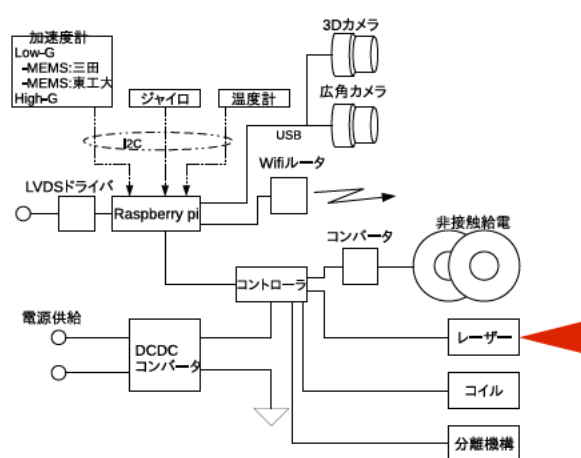 加速度計
Low-G
-MEMS:三田
-MEMS:東工大
High-G
ジャイロ
温度計
3Dカメラ
広角カメラ
I2C
USB
LVDSドライバ
Raspberry pi
Wifiルータ
コンバータ
非接触給電
コントローラ
電源供給
DCDC
コンバータ
レーザー
コイル
分離機構